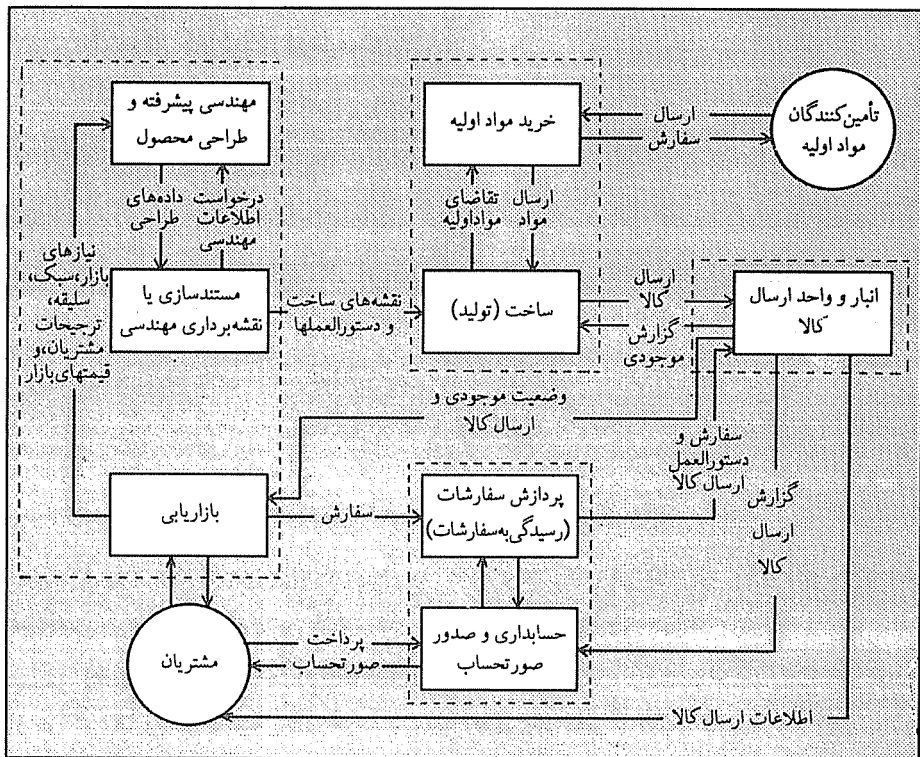 مهندسی پیشرفته و
طراحی محصول
خرید مواد اولیه
تأمین‌کنندگان
مواد اولیه
ارسال
سفارش
داده‌های
طراحی
درخواست
اطلاعات
مهندسی
تقاضای
مواداولیه
ارسال
مواد
نیازهای
بازار،سبک،
سلیقه،
ترجیحات
مشتریان،و
قیمتهای‌بازار
مستندسازی یا
نقشه‌برداری مهندسی
نقشه‌های ساخت
و دستورالعملها
ساخت (تولید)
ارسال
کالا
گزارش
موجودی
انبار و واحد ارسال
کالا
وضعیت موجودی و
ارسال کالا
سفارش و
دستورالعمل
ارسال کالا
گزارش
ارسال
کالا
بازاریابی
سفارش
پردازش سفارشات
(رسیدگی‌به‌سفارشات)
مشتریان
پرداخت
صورتحساب
حسابداری و صدور
صورتحساب
اطلاعات ارسال کالا